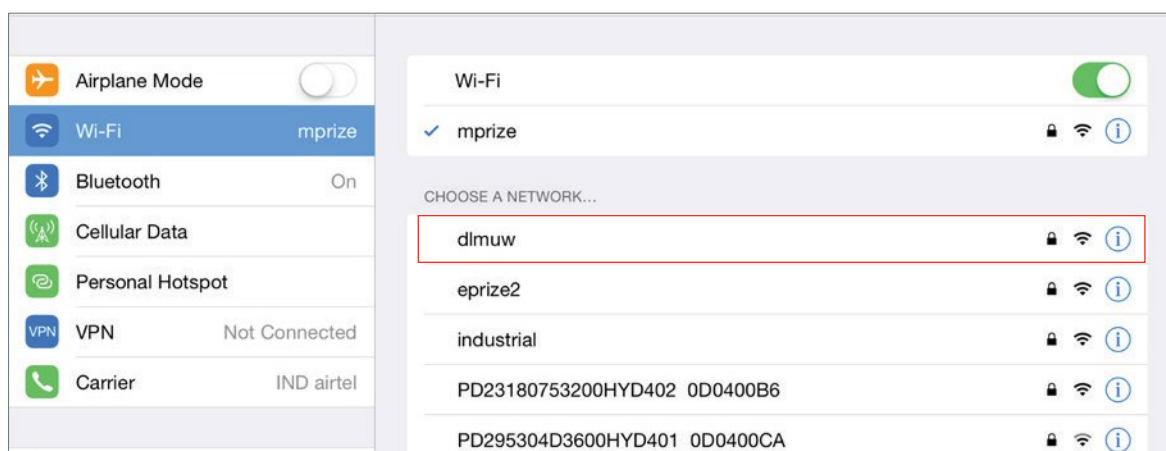 Airplane Mode
Wi-Fi mprize
Bluetooth On
Cellular Data
Personal Hotspot
VPN VPN Not Connected
Carrier IND airtel
Wi-Fi
mprize
CHOOSE A NETWORK...
dlmuw
eprize2
industrial
PD23180753200HYD402 0D0400B6
PD295304D3600HYD401 0D0400CA